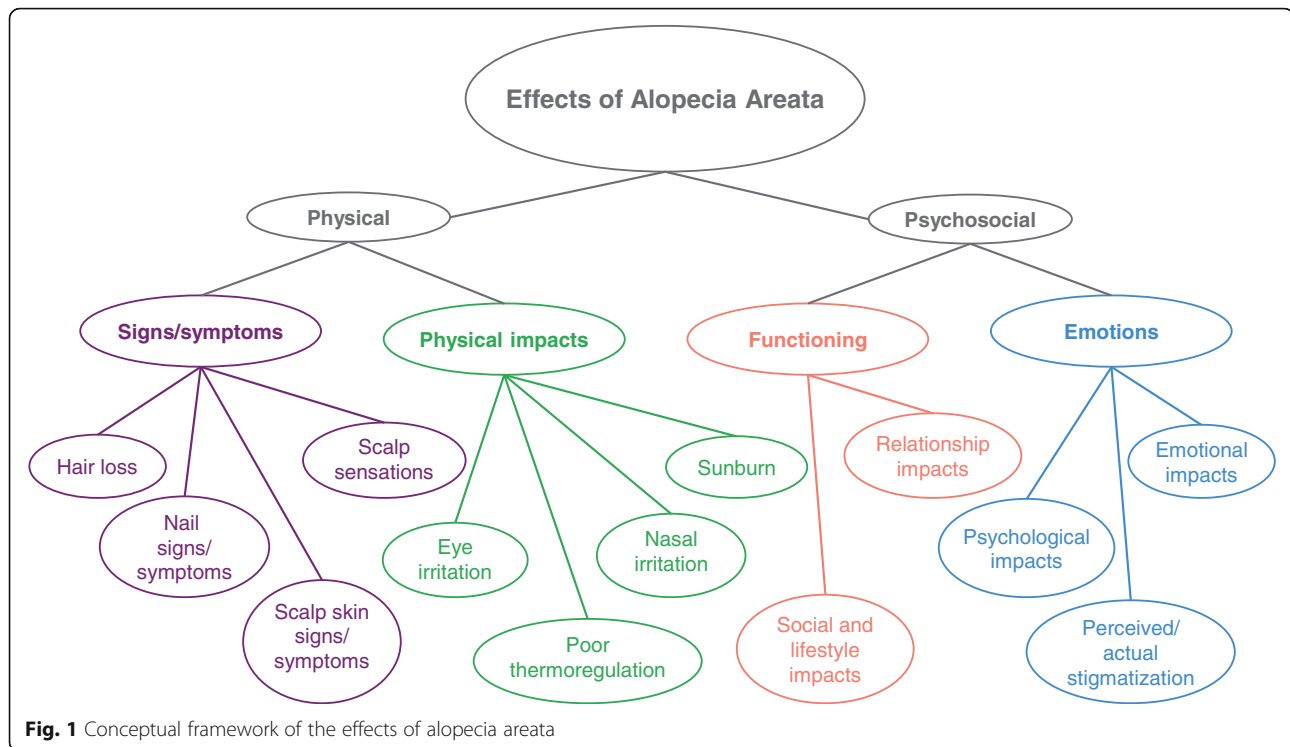 Effects of Alopecia Areata
Physical
Psychosocial
Signs/symptoms
Physical impacts
Functioning
Emotions
Hair loss
Nail
signs/
symptoms
Scalp skin
signs/
symptoms
Scalp
sensations
Eye
irritation
Poor
thermoregulation
Nasal
irritation
Sunburn
Social and
lifestyle
impacts
Relationship
impacts
Psychological
impacts
Perceived/
actual
stigmatization
Emotional
impacts
Fig. 1 Conceptual framework of the effects of alopecia areata